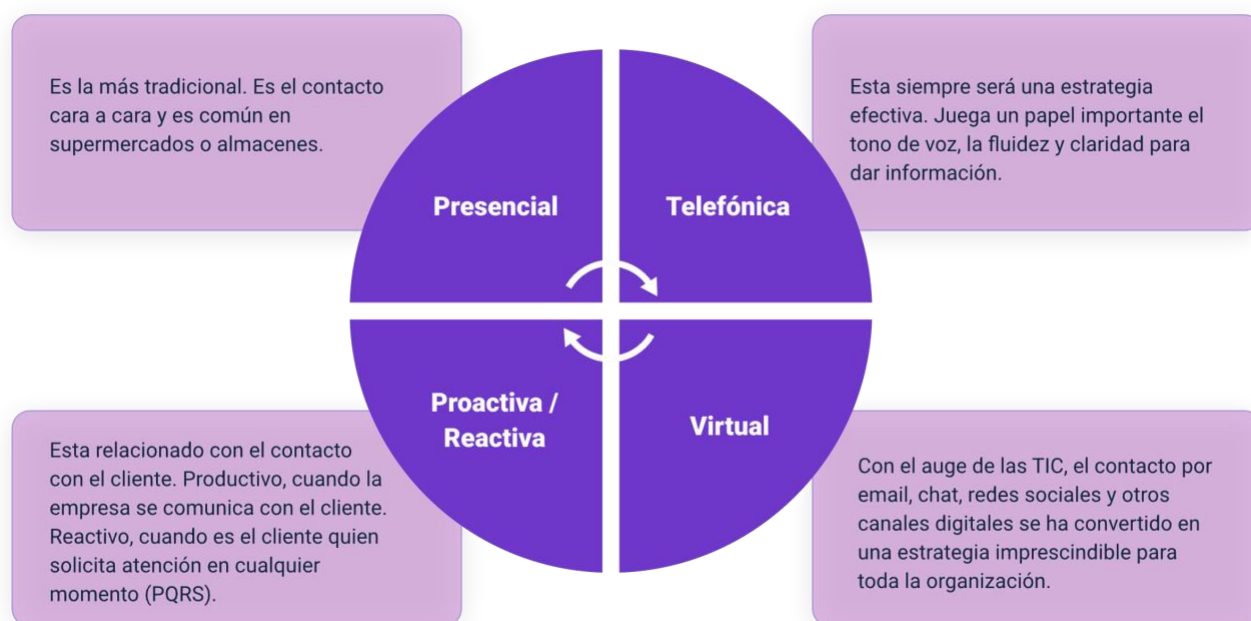 Es la más tradicional. Es el contacto
cara a cara y es común en
supermercados o almacenes.
Presencial
Telefónica
Esta siempre será una estrategia
efectiva. Juega un papel importante el
tono de voz, la fluidez y claridad para
dar información.
Esta relacionado con el contacto
con el cliente. Productivo, cuando la
empresa se comunica con el cliente.
Reactivo, cuando es el cliente quien
solicita atención en cualquier
momento (PQRS).
Proactiva /
Reactiva
Virtual
Con el auge de las TIC, el contacto por
email, chat, redes sociales y otros
canales digitales se ha convertido en
una estrategia imprescindible para
toda la organización.